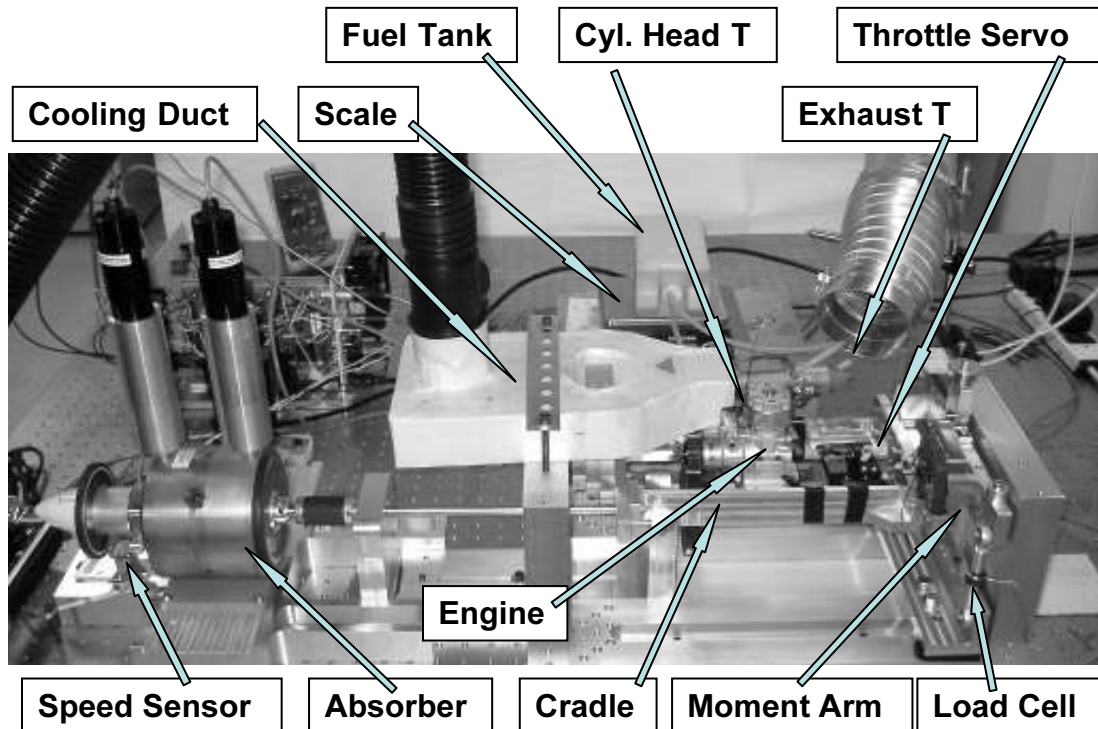 Fuel Tank
Cyl. Head T
Throttle Servo
Cooling Duct
Scale
Exhaust T
Engine
Speed Sensor
Absorber
Cradle
Moment Arm
Load Cell